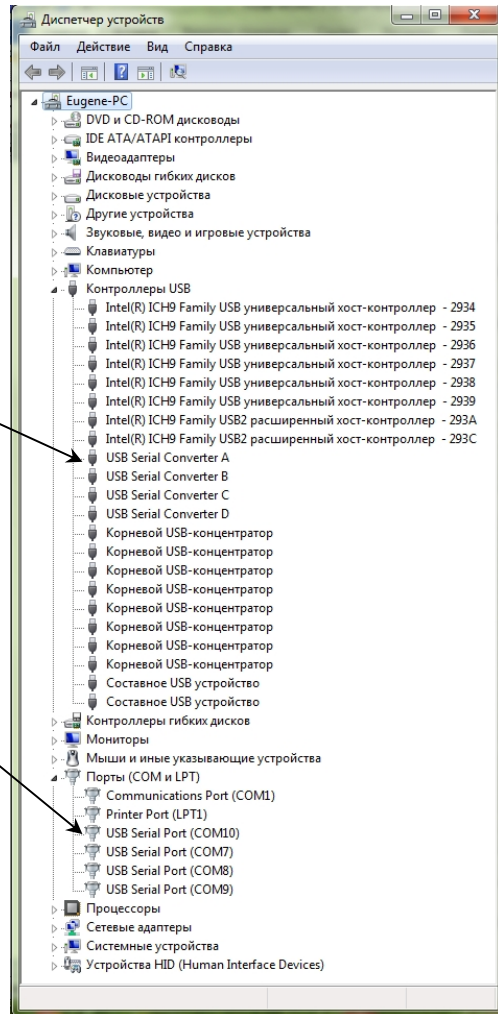 Диспетчер устройств
Файл Действие Вид Справка
Eugene-PC
DVD и CD-ROM дисководы
IDE ATA/ATAPI контроллеры
Видеоадаптеры
Дисководы гибких дисков
Дисковые устройства
Другие устройства
Звуковые, видео и игровые устройства
Клавиатуры
Компьютер
Контроллеры USB
Intel(R) ICH9 Family USB универсальный хост-контроллер - 2934
Intel(R) ICH9 Family USB универсальный хост-контроллер - 2935
Intel(R) ICH9 Family USB универсальный хост-контроллер - 2936
Intel(R) ICH9 Family USB универсальный хост-контроллер - 2937
Intel(R) ICH9 Family USB универсальный хост-контроллер - 2938
Intel(R) ICH9 Family USB универсальный хост-контроллер - 2939
Intel(R) ICH9 Family USB2 расширенный хост-контроллер - 293A
Intel(R) ICH9 Family USB2 расширенный хост-контроллер - 293C
USB Serial Converter A
USB Serial Converter B
USB Serial Converter C
USB Serial Converter D
Корневой USB-концентратор
Корневой USB-концентратор
Корневой USB-концентратор
Корневой USB-концентратор
Корневой USB-концентратор
Корневой USB-концентратор
Корневой USB-концентратор
Корневой USB-концентратор
Составное USB устройство
Составное USB устройство
Контроллеры гибких дисков
Мониторы
Мыши и иные указывающие устройства
Порты (COM и LPT)
Communications Port (COM1)
Printer Port (LPT1)
USB Serial Port (COM10)
USB Serial Port (COM7)
USB Serial Port (COM8)
USB Serial Port (COM9)
Процессоры
Сетевые адаптеры
Системные устройства
Устройства HID (Human Interface Devices)